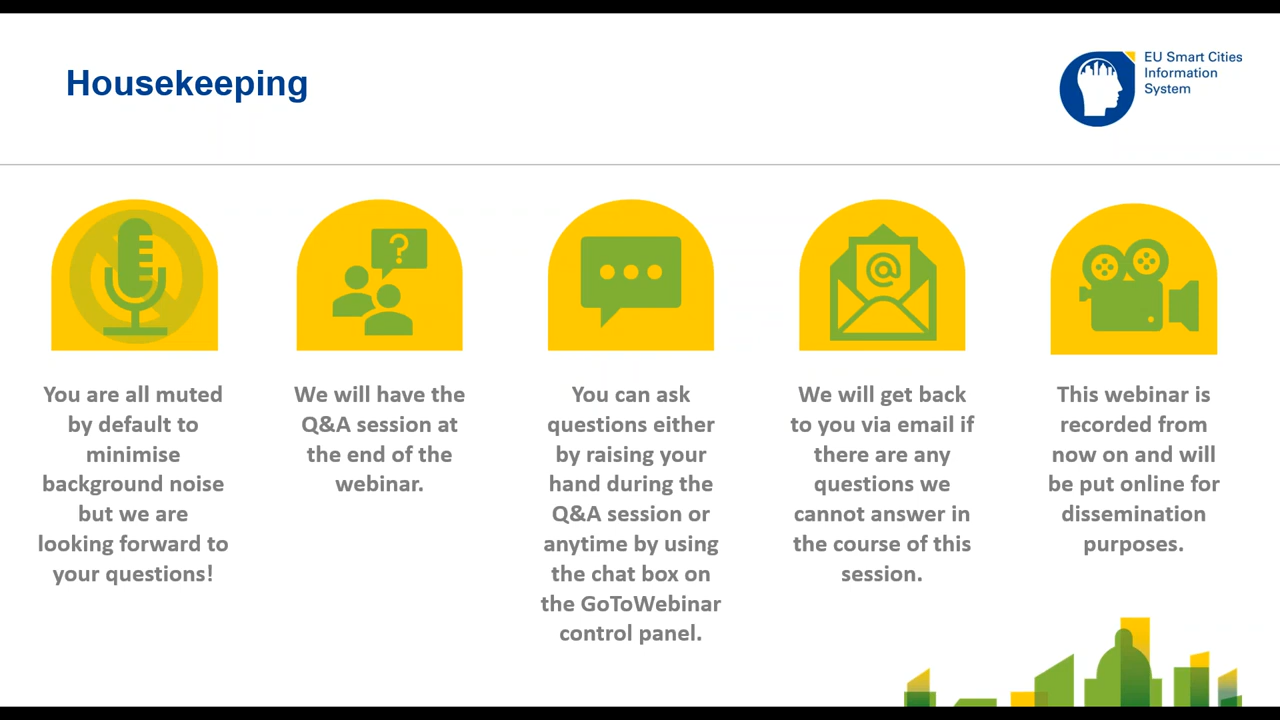 Housekeeping
EU Smart Cities
Information
System
You are all muted
by default to
minimise
background noise
but we are
looking forward to
your questions!
?
We will have the
Q&A session at
the end of the
webinar.
You can ask
questions either
by raising your
hand during the
Q&A session or
anytime by using
the chat box on
the GoToWebinar
control panel.
@
We will get back
to you via email if
there are any
questions we
cannot answer in
the course of this
session.
This webinar is
recorded from
now on and will
be put online for
dissemination
purposes.